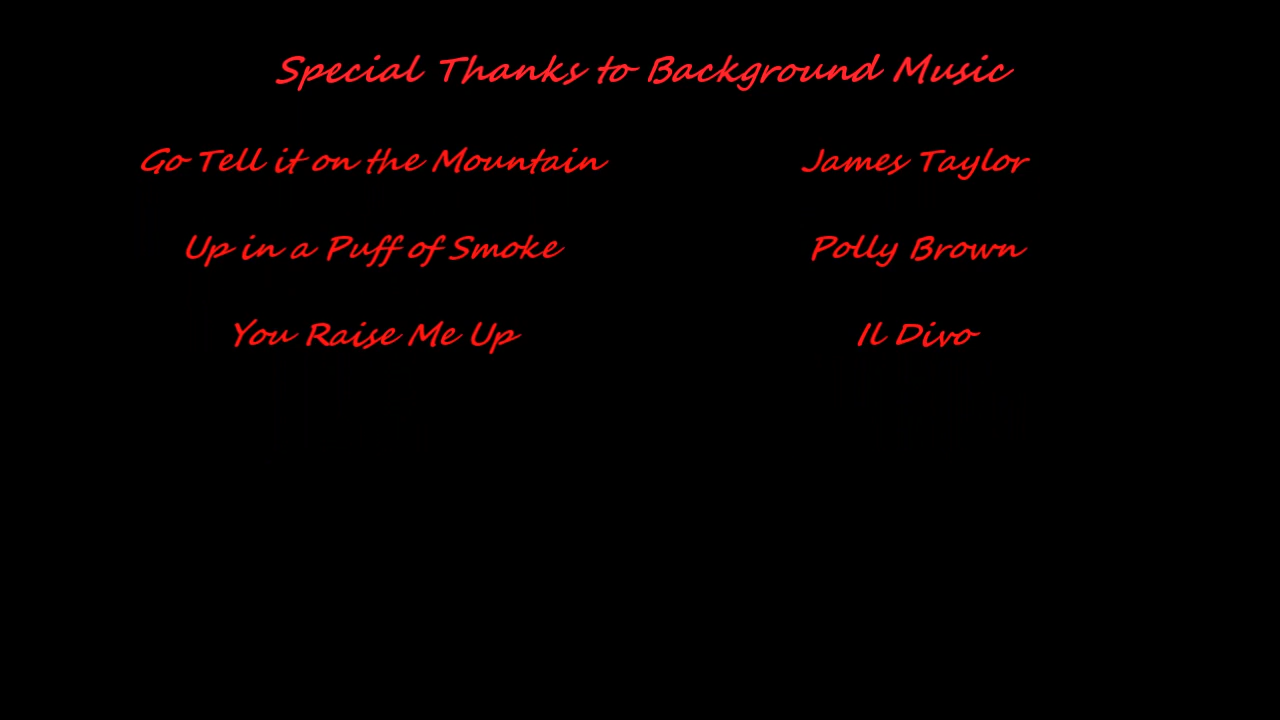 Special Thanks to Background Music
Go Tell it on the Mountain James Taylor
Up in a Puff of Smoke Polly Brown
You Raise Me Up Il Divo